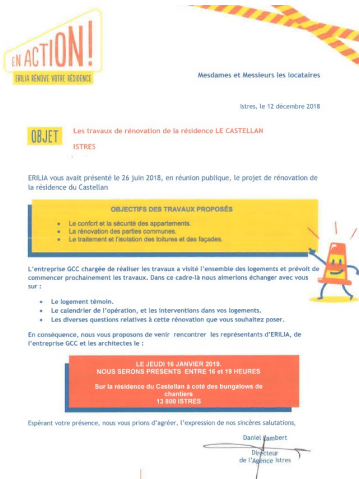 EN ACTION!
ERILIA RÉNOVE VOTRE RÉSIDENCE
Mesdames et Messieurs les locataires
Istres, le 12 décembre 2018
OBJET
Les travaux de rénovation de la résidence LE CASTELLAN
ISTRES
ERILIA vous avait présenté le 26 juin 2018, en réunion publique, le projet de rénovation de
la résidence du Castellan
OBJECTIFS DES TRAVAUX PROPOSÉS
• Le confort et la sécurité des appartements.
• La rénovation des parties communes.
• Le traitement et l'isolation des toitures et des façades.
L'entreprise GCC chargée de réaliser les travaux a visité l'ensemble des logements et prévoit de
commencer prochainement les travaux. Dans ce cadre-là nous aimerions échanger avec vous
sur :
• Le logement témoin.
• Le calendrier de l'opération, et les interventions dans vos logements.
• Les diverses questions relatives à cette rénovation que vous souhaitez poser.
En conséquence, nous vous proposons de venir rencontrer les représentants d'ERILIA, de
l'entreprise GCC et les architectes le :
LE JEUDI 16 JANVIER 2019.
NOUS SERONS PRESENTS ENTRE 16 et 19 HEURES
Sur la résidence du Castellan à coté des bungalows de
chantiers
13 800 ISTRES
Espérant votre présence, nous vous prions d'agréer, l'expression de nos sincères salutations,
Daniel Lambert
Directeur
de l'Agence Istres